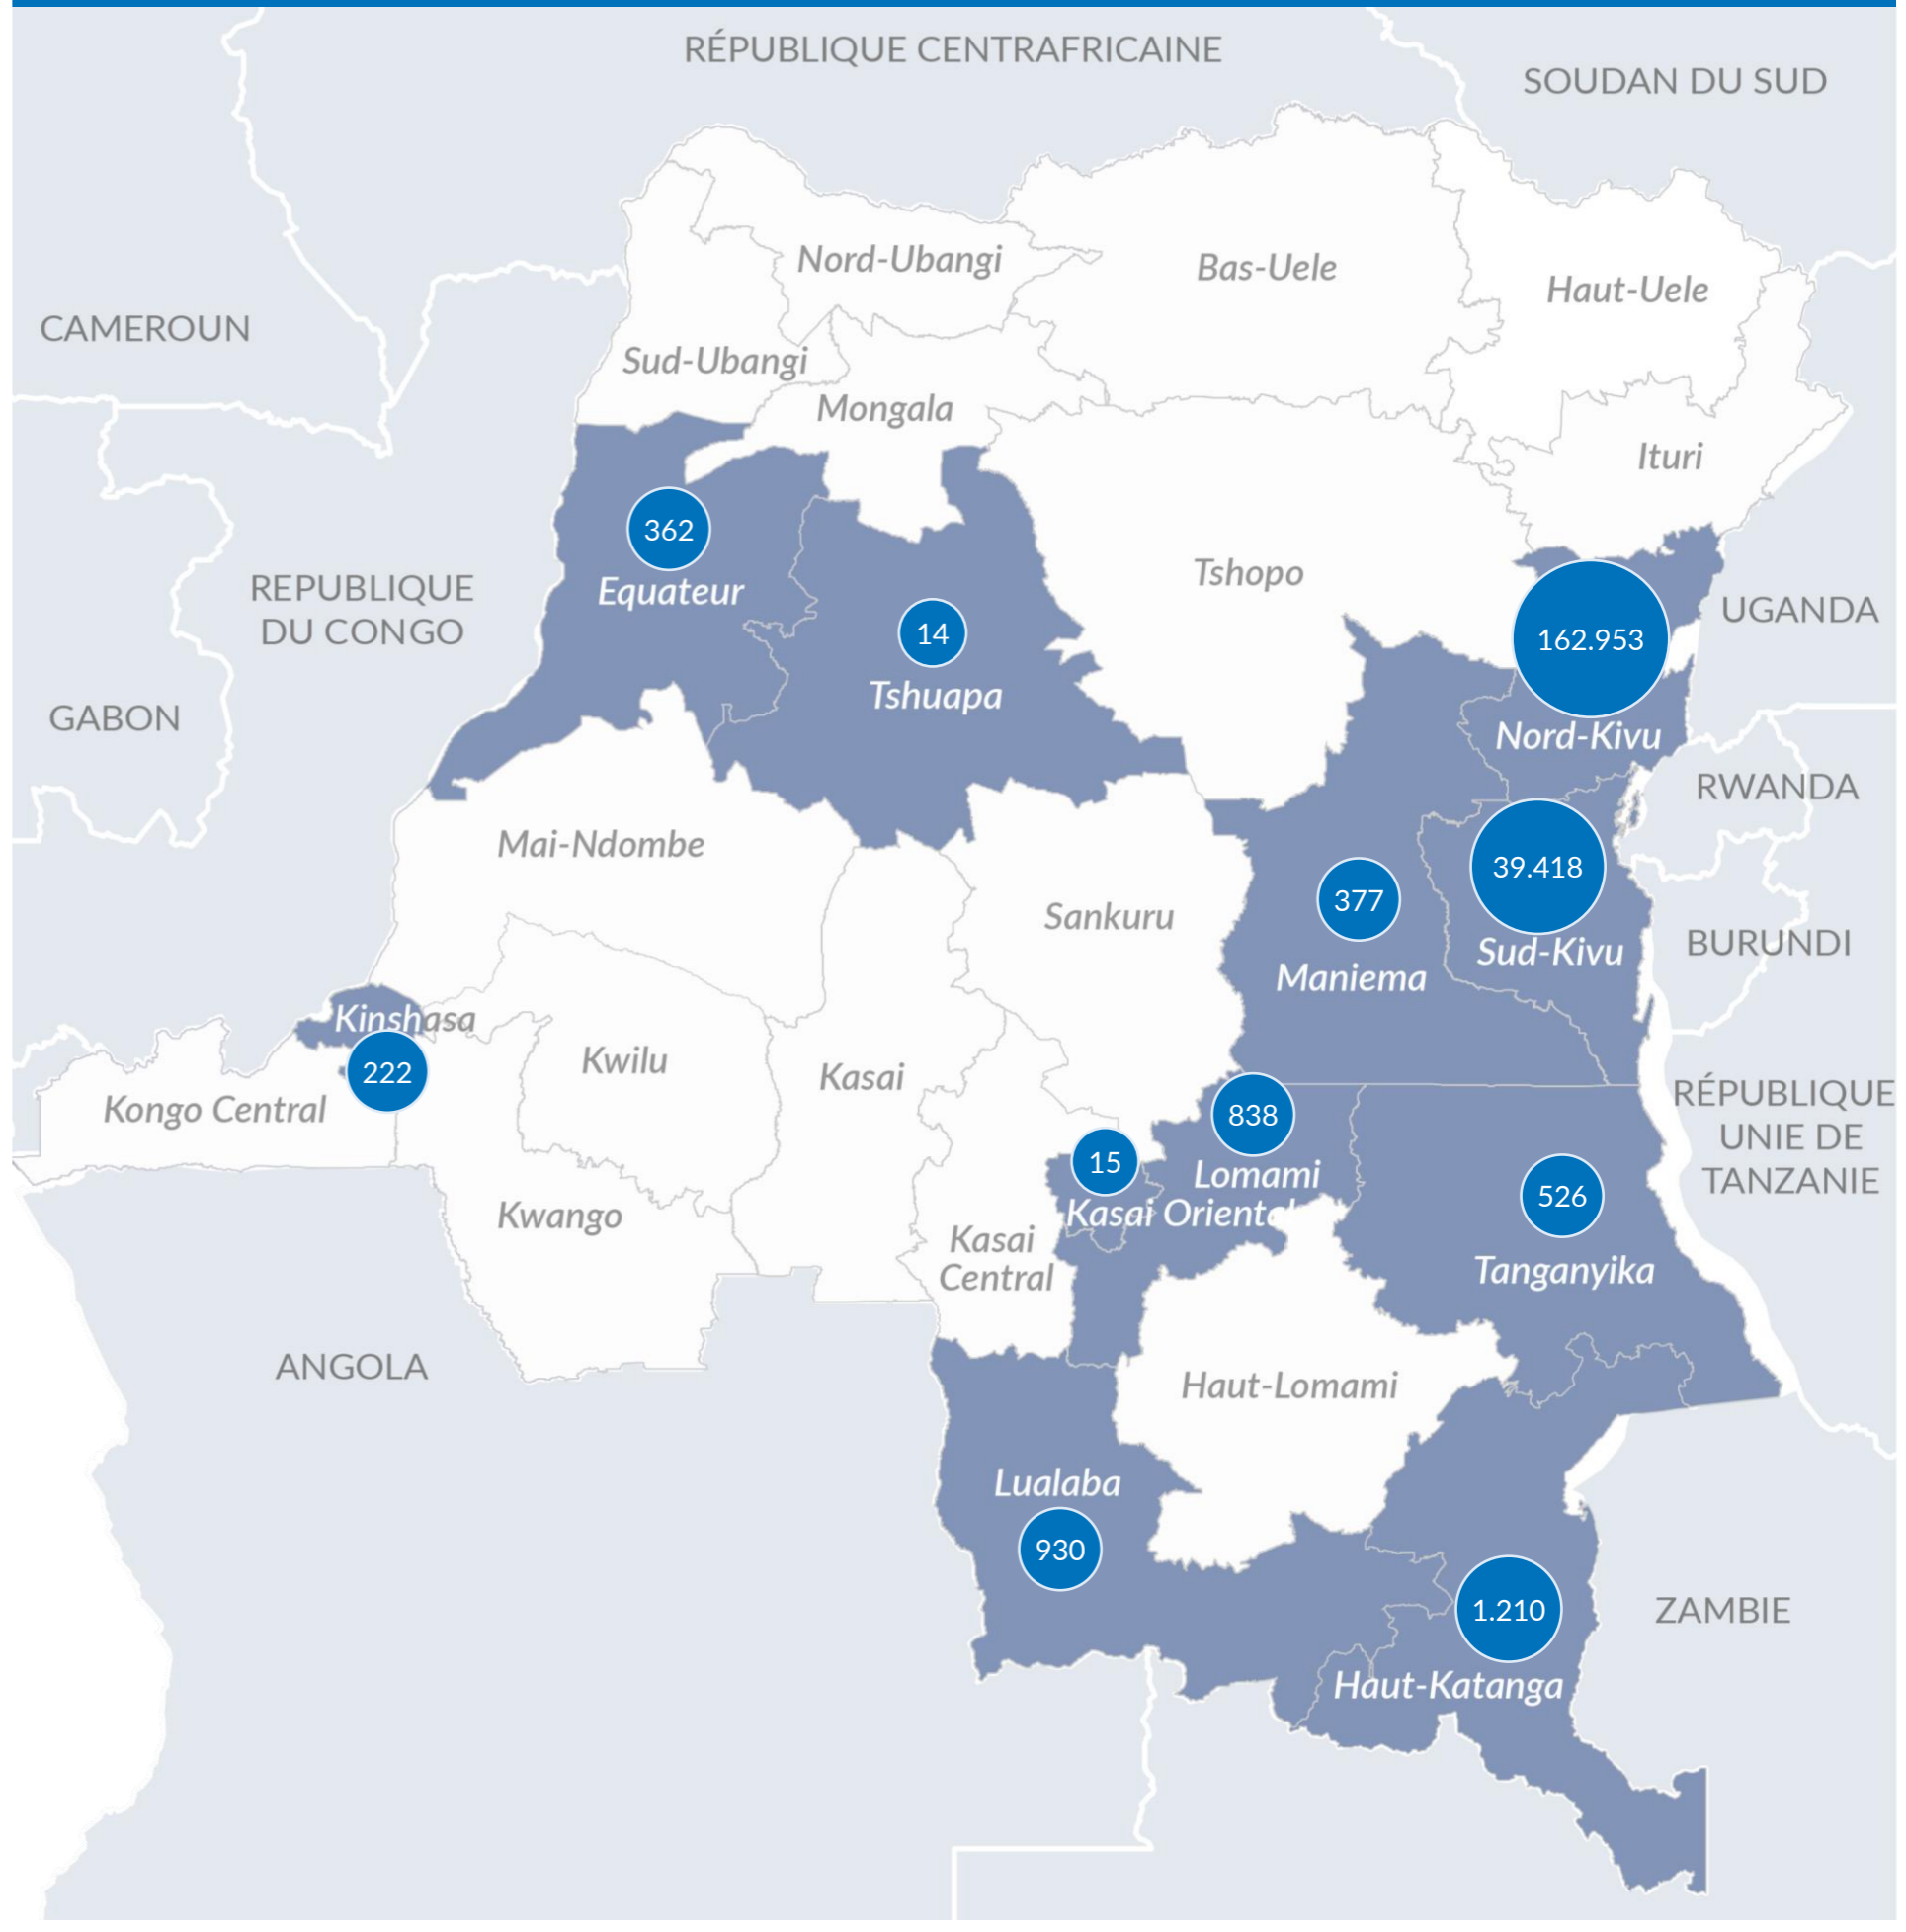 RÉPUBLIQUE CENTRAFRICAINE
SOUDAN DU SUD
Nord-Ubangi
Bas-Uele
Haut-Uele
CAMEROUN
Sud-Ubangi
Mongala
Ituri
362
Equateur
Tshopo
REPUBLIQUE
DU CONGO
14
Tshuapa
162.953
UGANDA
GABON
Nord-Kivu
RWANDA
Mai-Ndombe
39.418
377
Sankuru
Sud-Kivu
BURUNDI
Maniema
Kinshasa
222
Kwilu
Kasai
Kongo Central
838
RÉPUBLIQUE
UNIE DE
TANZANIE
15
Lomami
526
Kasai Oriental
Kwango
Kasai
Central
Tanganyika
ANGOLA
Haut-Lomami
Lualaba
930
1.210
ZAMBIE
Haut-Katanga